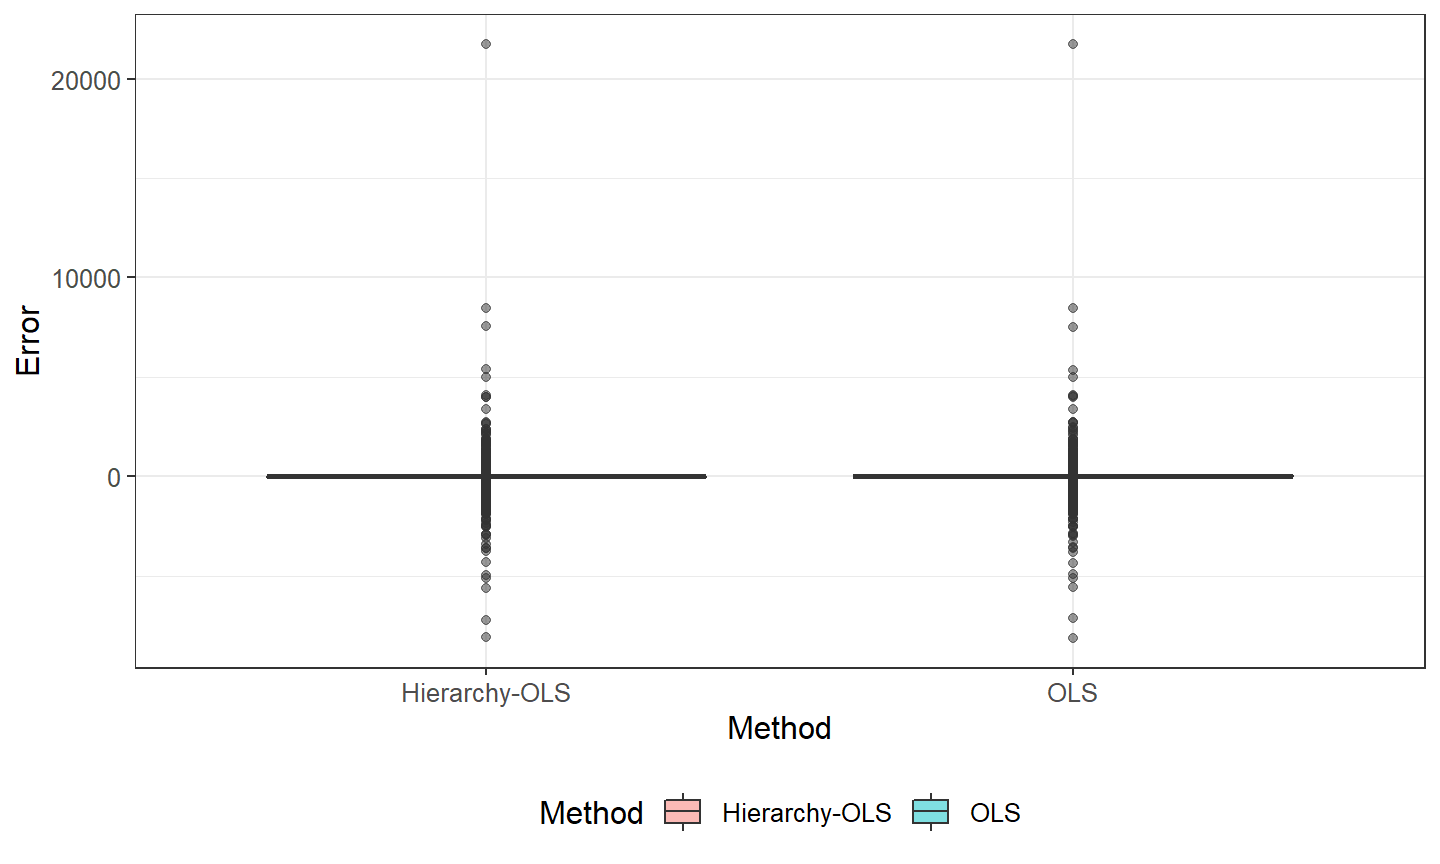 20000
10000
0
Error
Hierarchy-OLS OLS
Method
Method Hierarchy-OLS OLS